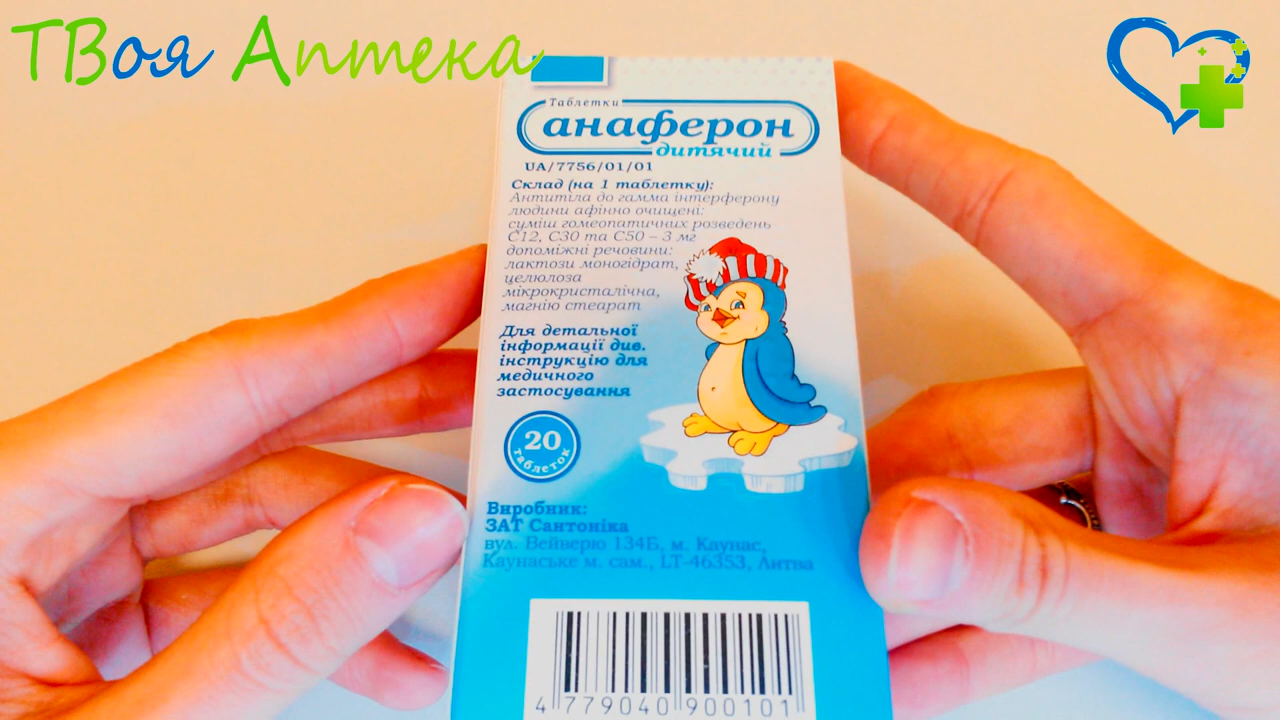 ТВоя Аптека
Таблетки
анаферон
дитячий
UA/7756/01/01
Склад (на 1 таблетку):
Антитіла до гамма інтерферону
людини афінно очищені:
суміш гомеопатичних розведень
С12, С30 та С50 – 3 мг
допоміжні речовини:
лактози моногідрат,
целюлоза
мікрокристалічна,
магнію стеарат
Для детальної
інформації див.
інструкцію для
медичного
застосування
20
таблеток
Виробник:
ЗАТ Сантоніка
вул. Вейверю 134Б, м. Каунас,
Каунаське м. сам., LT-46353, Литва
4 779040 900101